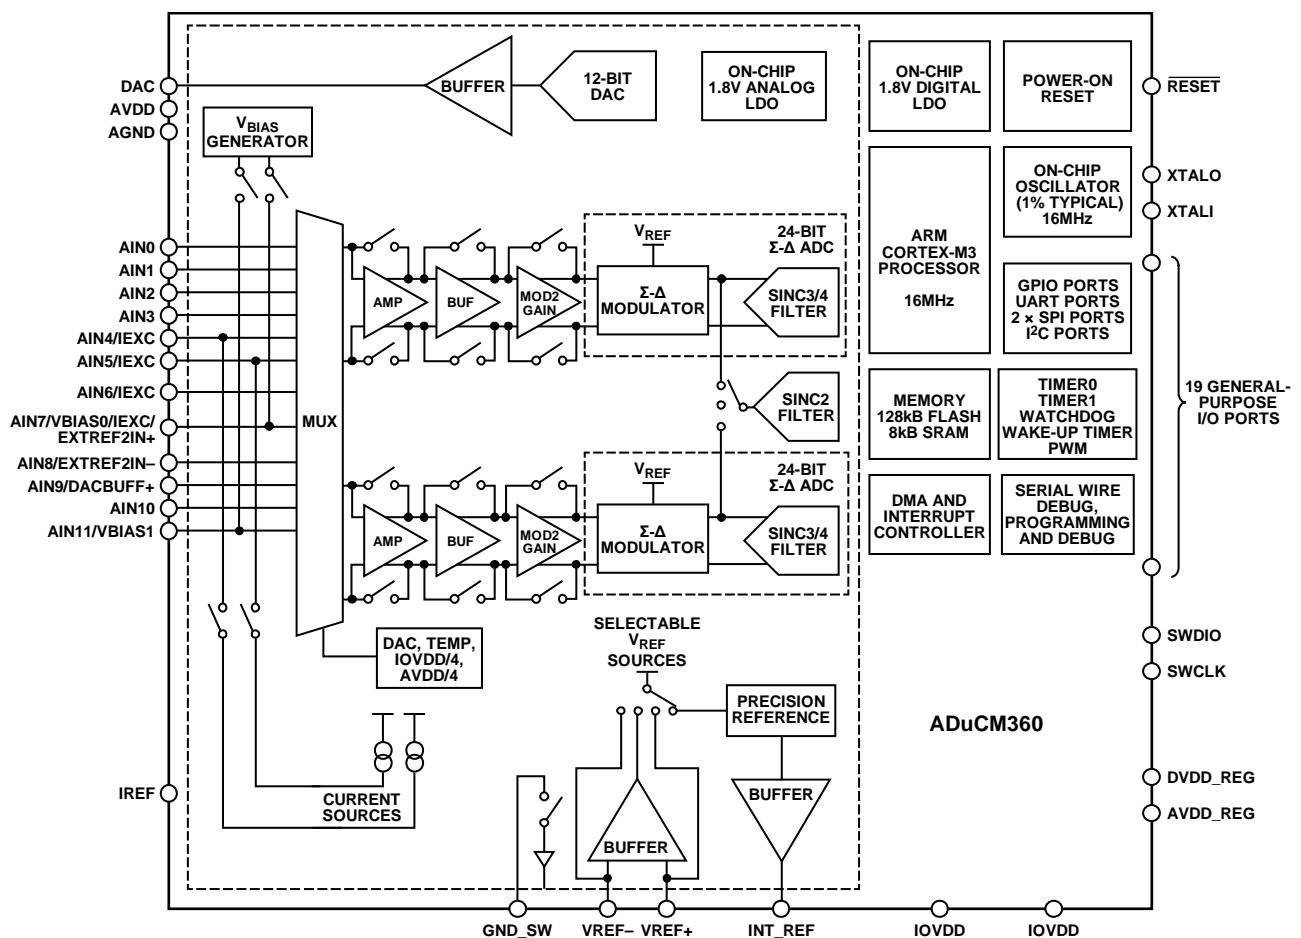 DAC
AVDD
AGND
BUFFER
12-BIT
DAC
ON-CHIP
1.8V ANALOG
LDO
ON-CHIP
1.8V DIGITAL
LDO
POWER-ON
RESET
RESET
VBIAS
GENERATOR
ON-CHIP
OSCILLATOR
(1% TYPICAL)
16MHz
XTALO
XTALI
ARM
CORTEX-M3
PROCESSOR
16MHz
AIN0
AIN1
AIN2
AIN3
AIN4/IEXC
AIN5/IEXC
AIN6/IEXC
AIN7/VBIAS0/IEXC/
EXTREF2IN+
AIN8/EXTREF2IN–
AIN9/DACBUFF+
AIN10
AIN11/VBIAS1
MUX
AMP
BUF
MOD2
GAIN
VREF
Σ-Δ
MODULATOR
24-BIT
Σ-Δ ADC
SINC3/4
FILTER
GPIO PORTS
UART PORTS
2 × SPI PORTS
I2C PORTS
SINC2
FILTER
MEMORY
128kB FLASH
8kB SRAM
TIMER0
TIMER1
WATCHDOG
WAKE-UP TIMER
PWM
19 GENERAL-
PURPOSE
I/O PORTS
AMP
BUF
MOD2
GAIN
VREF
Σ-Δ
MODULATOR
24-BIT
Σ-Δ ADC
SINC3/4
FILTER
DMA AND
INTERRUPT
CONTROLLER
SERIAL WIRE
DEBUG,
PROGRAMMING
AND DEBUG
DAC, TEMP,
IOVDD/4,
AVDD/4
SELECTABLE
VREF
SOURCES
PRECISION
REFERENCE
SWDIO
SWCLK
ADuCM360
IREF
CURRENT
SOURCES
BUFFER
BUFFER
DVDD_REG
AVDD_REG
GND_SW
VREF–
VREF+
INT_REF
IOVDD
IOVDD